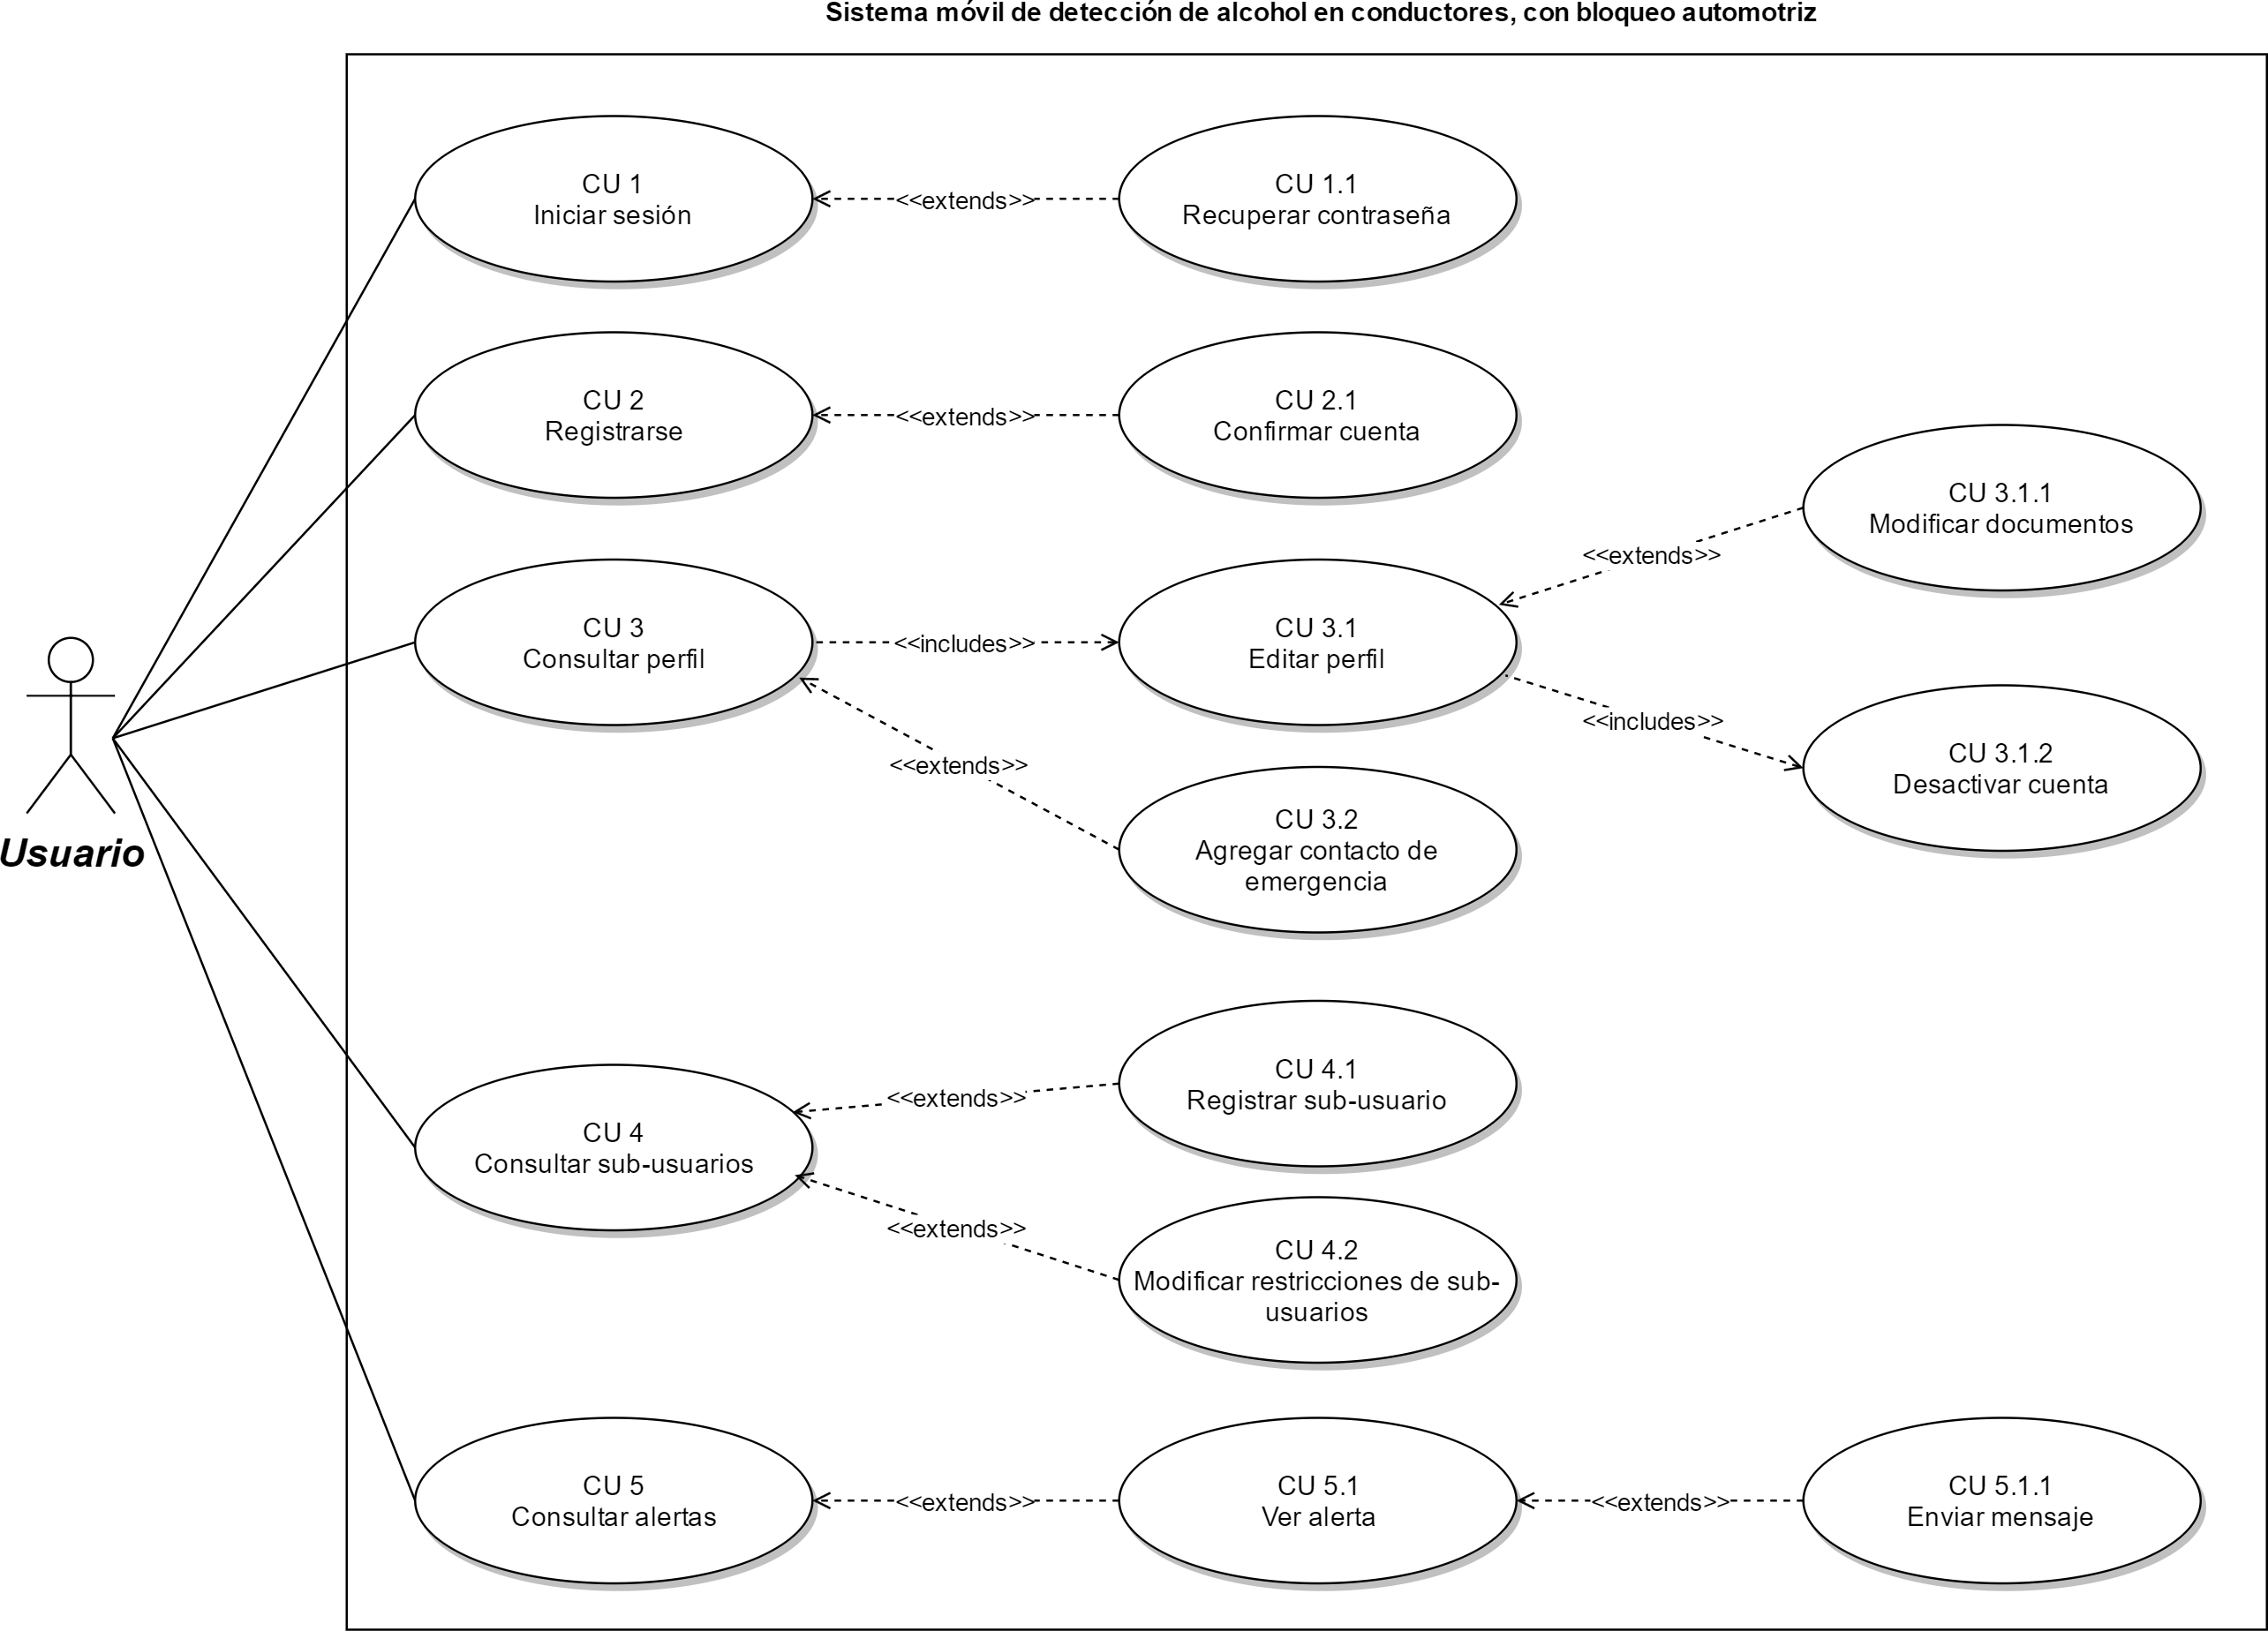 Sistema móvil de detección de alcohol en conductores, con bloqueo automotriz
CU 1
Iniciar sesión
<<extends>>
CU 1.1
Recuperar contraseña
CU 2
Registrarse
<<extends>>
CU 2.1
Confirmar cuenta
CU 3
Consultar perfil
<<includes>>
CU 3.1
Editar perfil
<<extends>>
CU 3.1.1
Modificar documentos
<<includes>>
CU 3.1.2
Desactivar cuenta
<<extends>>
CU 3.2
Agregar contacto de
emergencia
Usuario
CU 4
Consultar sub-usuarios
<<extends>>
CU 4.1
Registrar sub-usuario
<<extends>>
CU 4.2
Modificar restricciones de sub-
usuarios
CU 5
Consultar alertas
<<extends>>
CU 5.1
Ver alerta
<<extends>>
CU 5.1.1
Enviar mensaje